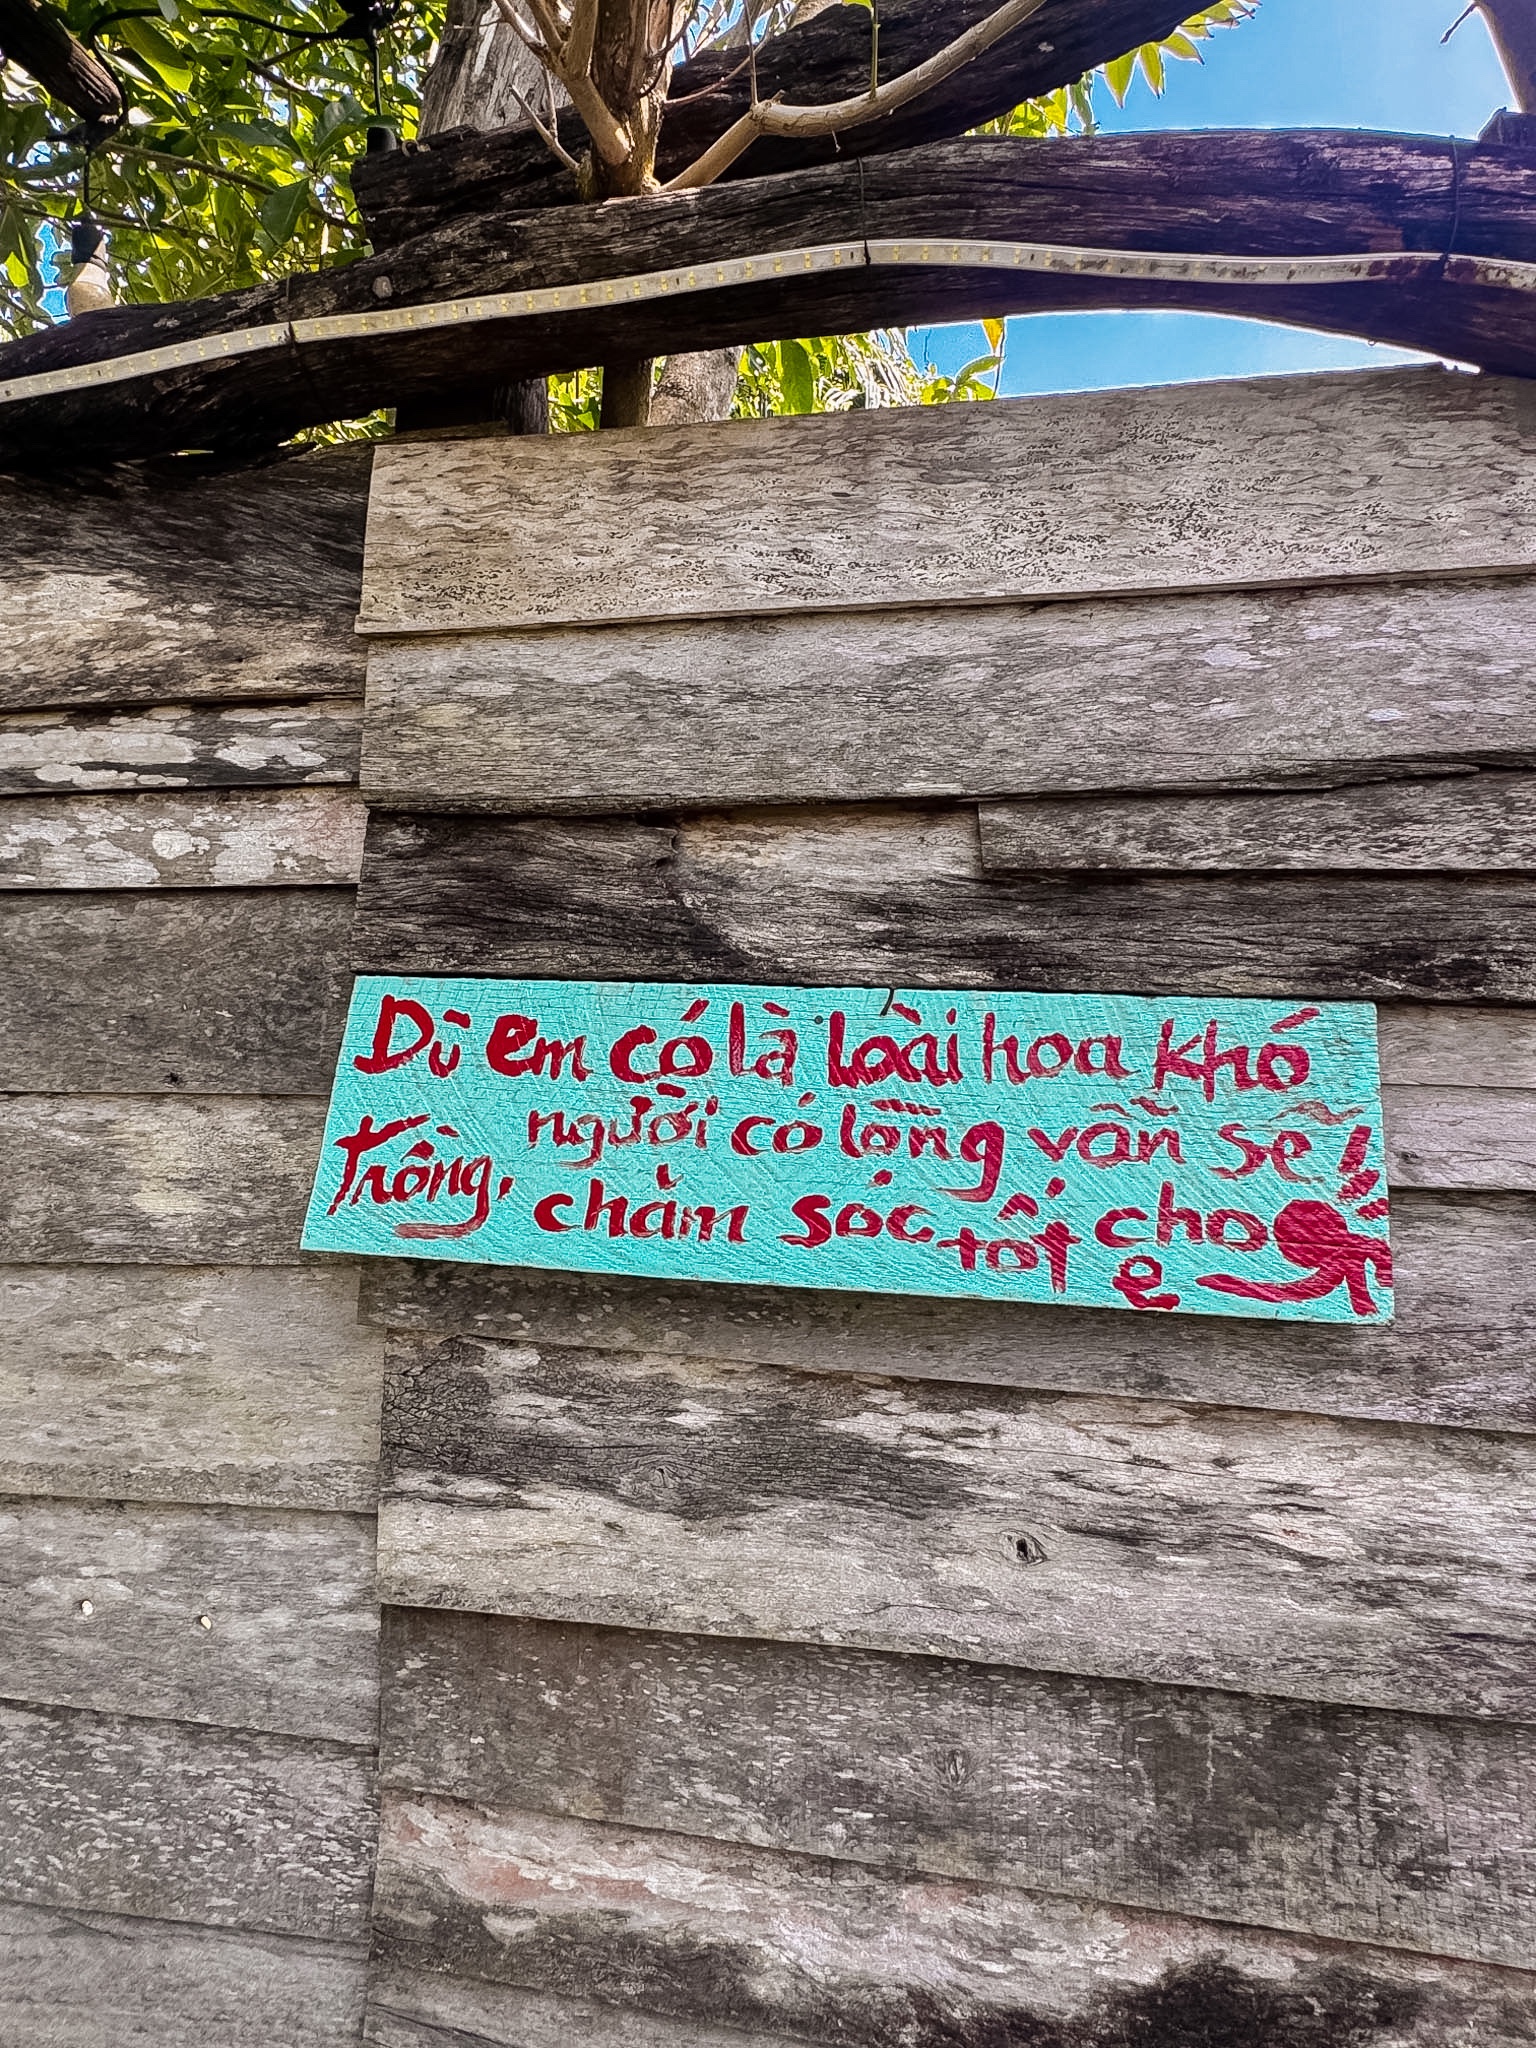 Dù em có là loài hoa khó
trồng, người có lòng vẫn sẽ
chăm sóc tốt cho
e